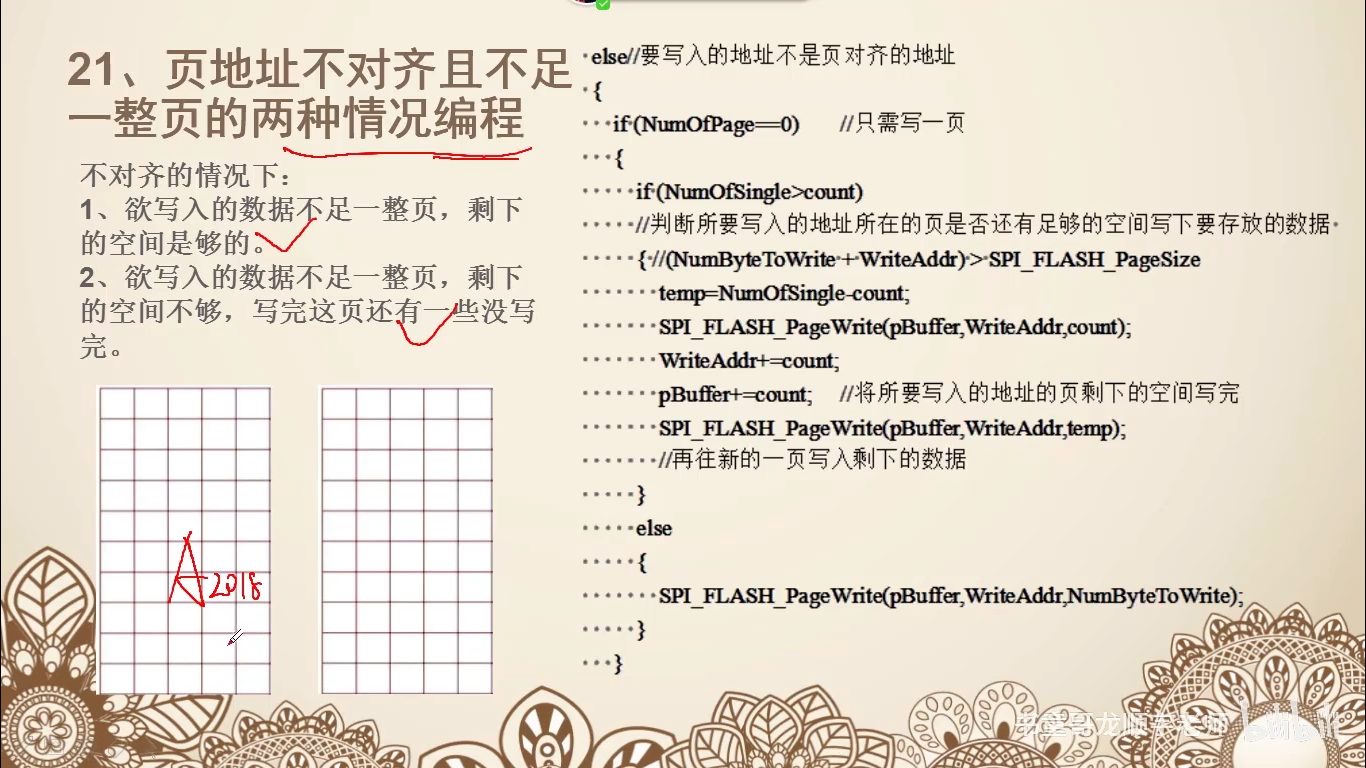 21、页地址不对齐且不足
一整页的两种情况编程
不对齐的情况下：
1、欲写入的数据不足一整页，剩下
的空间是够的。
2、欲写入的数据不足一整页，剩下
的空间不够，写完这页还有一些没写
完。
A2018
else//要写入的地址不是页对齐的地址
{
if (NumOfPage==0) //只需写一页
{
if (NumOfSingle>count)
//判断所要写入的地址所在的页是否还有足够的空间写下要存放的数据
{ //(NumByteToWrite + WriteAddr) > SPI_FLASH_PageSize
temp=NumOfSingle-count;
SPI_FLASH_PageWrite(pBuffer,WriteAddr,count);
WriteAddr+=count;
pBuffer+=count; //将所要写入的地址的页剩下的空间写完
SPI_FLASH_PageWrite(pBuffer,WriteAddr,temp);
//再往新的一页写入剩下的数据
}
else
{
SPI_FLASH_PageWrite(pBuffer,WriteAddr,NumByteToWrite);
}
}
bilibili